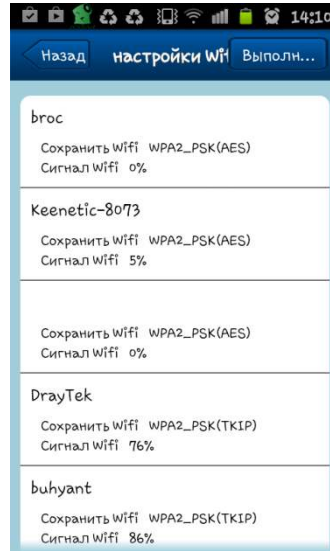 14:10
Назад настройки Wif Выполн...
broc
Сохранить Wifi WPA2_PSK(AES)
Сигнал Wifi 0%
Keenetic-8073
Сохранить Wifi WPA2_PSK(AES)
Сигнал Wifi 5%
Сохранить Wifi WPA2_PSK(AES)
Сигнал Wifi 0%
DrayTek
Сохранить Wifi WPA2_PSK(TKIP)
Сигнал Wifi 76%
buhyant
Сохранить Wifi WPA2_PSK(TKIP)
Сигнал Wifi 86%